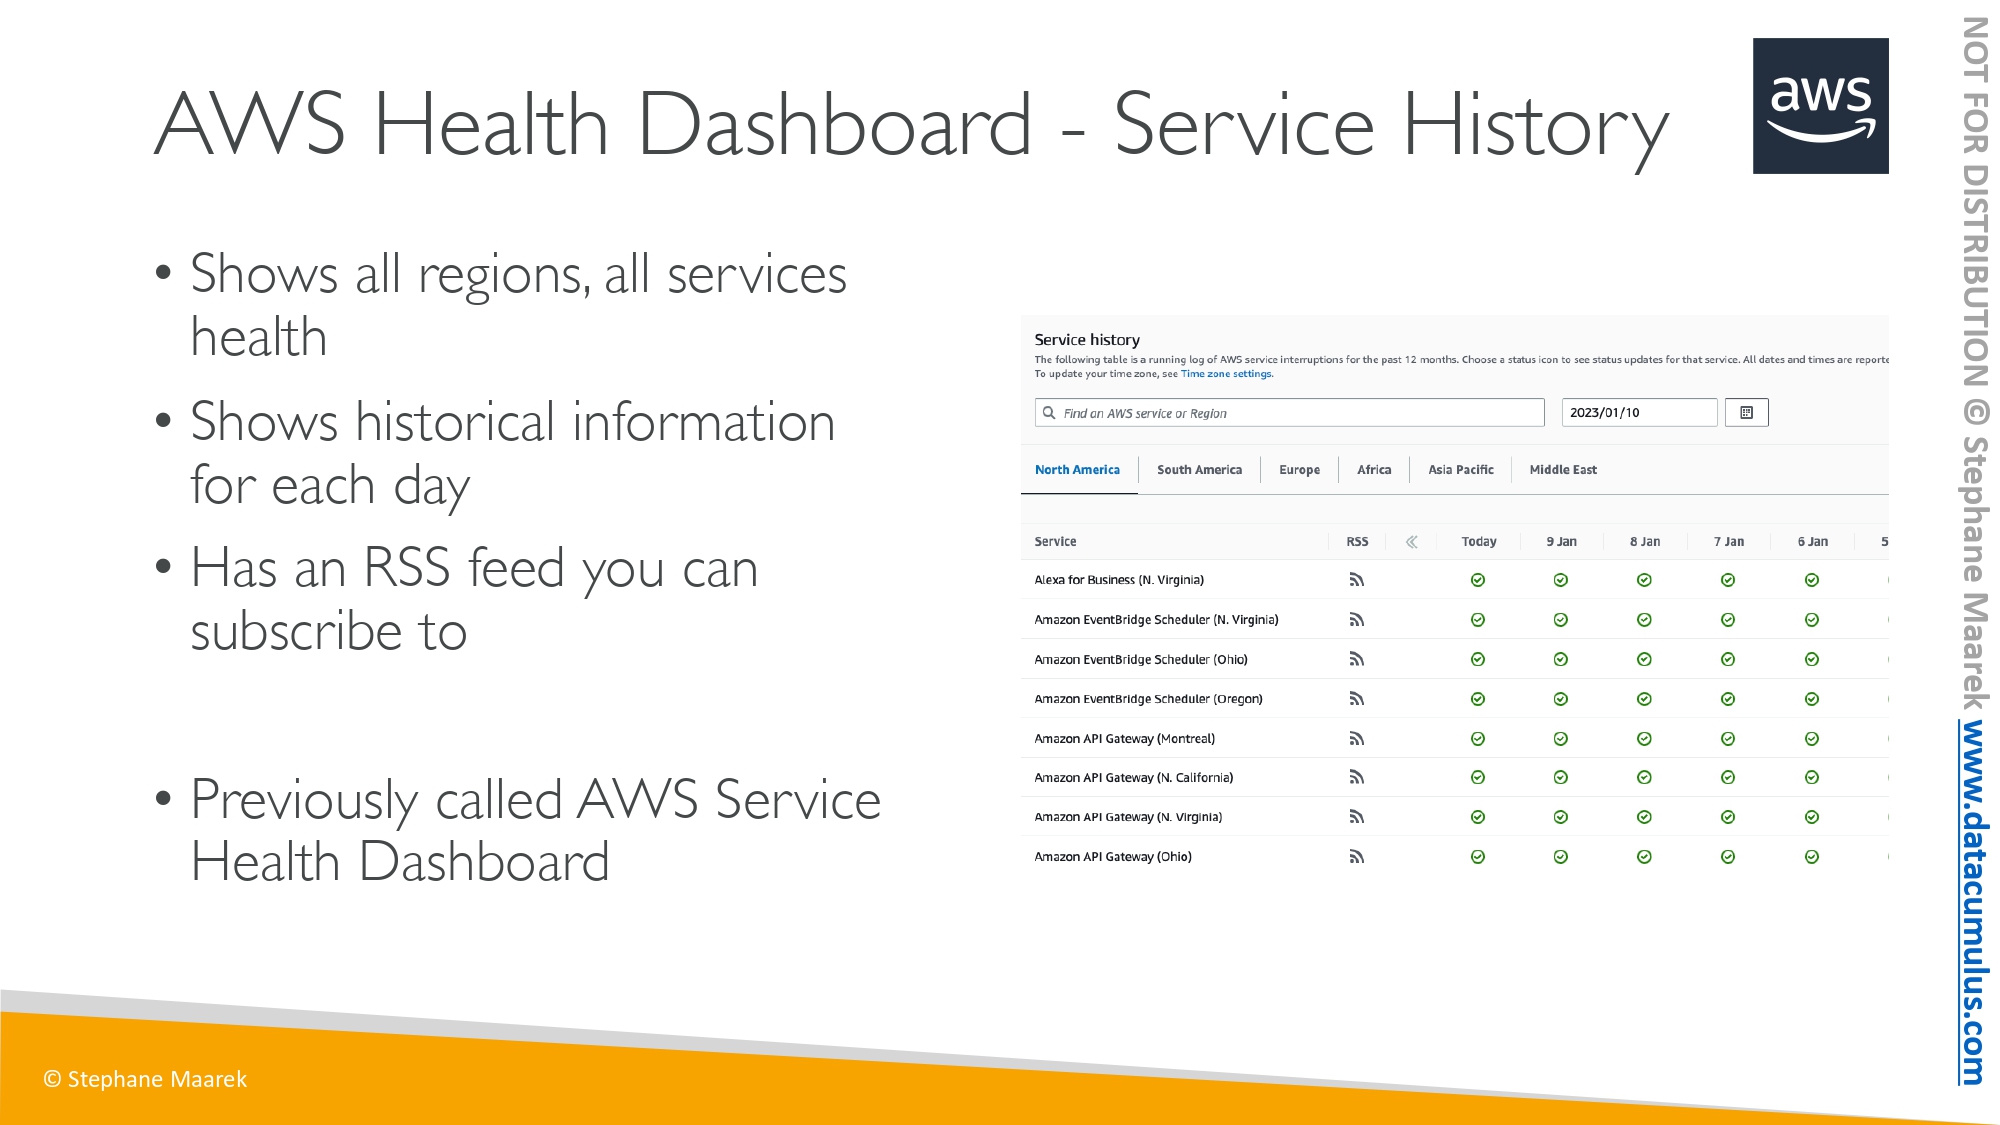 AWS Health Dashboard - Service History
aws
• Shows all regions, all services
health
• Shows historical information
for each day
• Has an RSS feed you can
subscribe to
• Previously called AWS Service
Health Dashboard
Service history
The following table is a running log of AWS service interruptions for the past 12 months. Choose a status icon to see status updates for that service. All dates and times are reporte
To update your time zone, see Time zone settings.
Find an AWS service or Region
2023/01/10
North America South America Europe Africa Asia Pacific Middle East
Service RSS Today 9 Jan 8 Jan 7 Jan 6 Jan 5
Alexa for Business (N. Virginia)
Amazon EventBridge Scheduler (N. Virginia)
Amazon EventBridge Scheduler (Ohio)
Amazon EventBridge Scheduler (Oregon)
Amazon API Gateway (Montreal)
Amazon API Gateway (N. California)
Amazon API Gateway (N. Virginia)
Amazon API Gateway (Ohio)
© Stephane Maarek
NOT FOR DISTRIBUTION © Stephane Maarek www.datacumulus.com